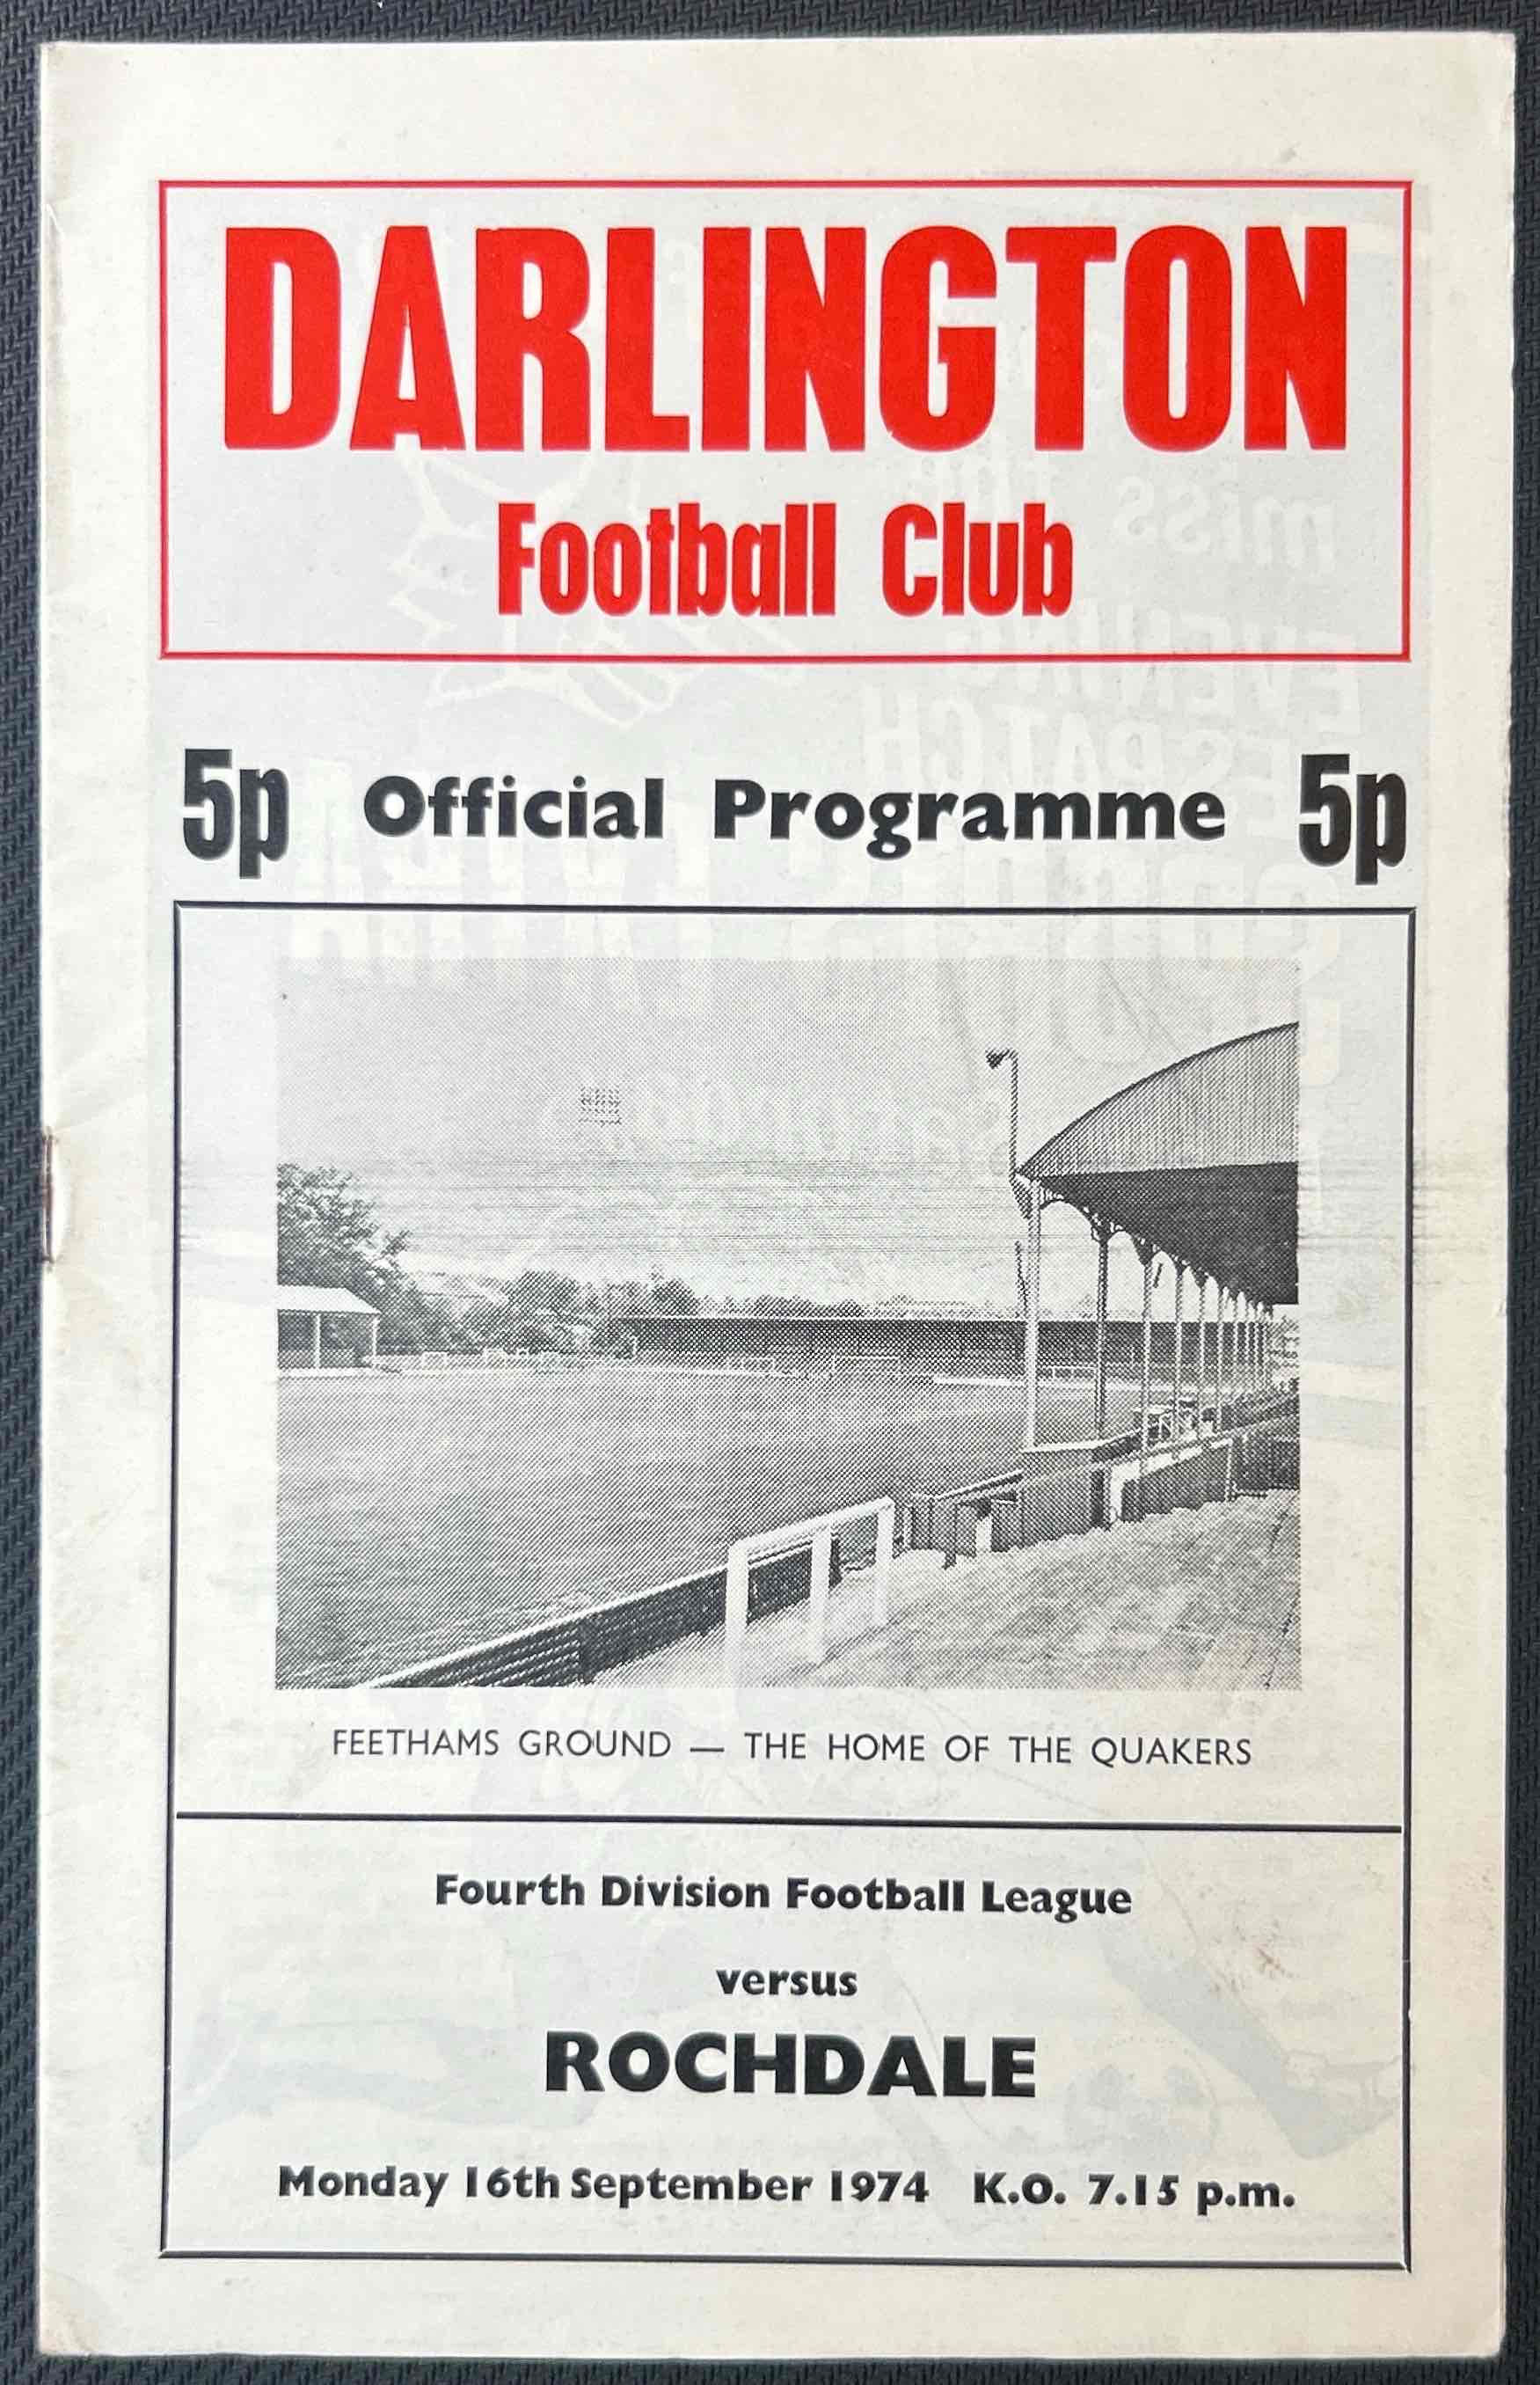 DARLINGTON
Football Club
5p Official Programme 5p
FEETHAMS GROUND — THE HOME OF THE QUAKERS
Fourth Division Football League
versus
ROCHDALE
Monday 16th September 1974 K.O. 7.15 p.m.